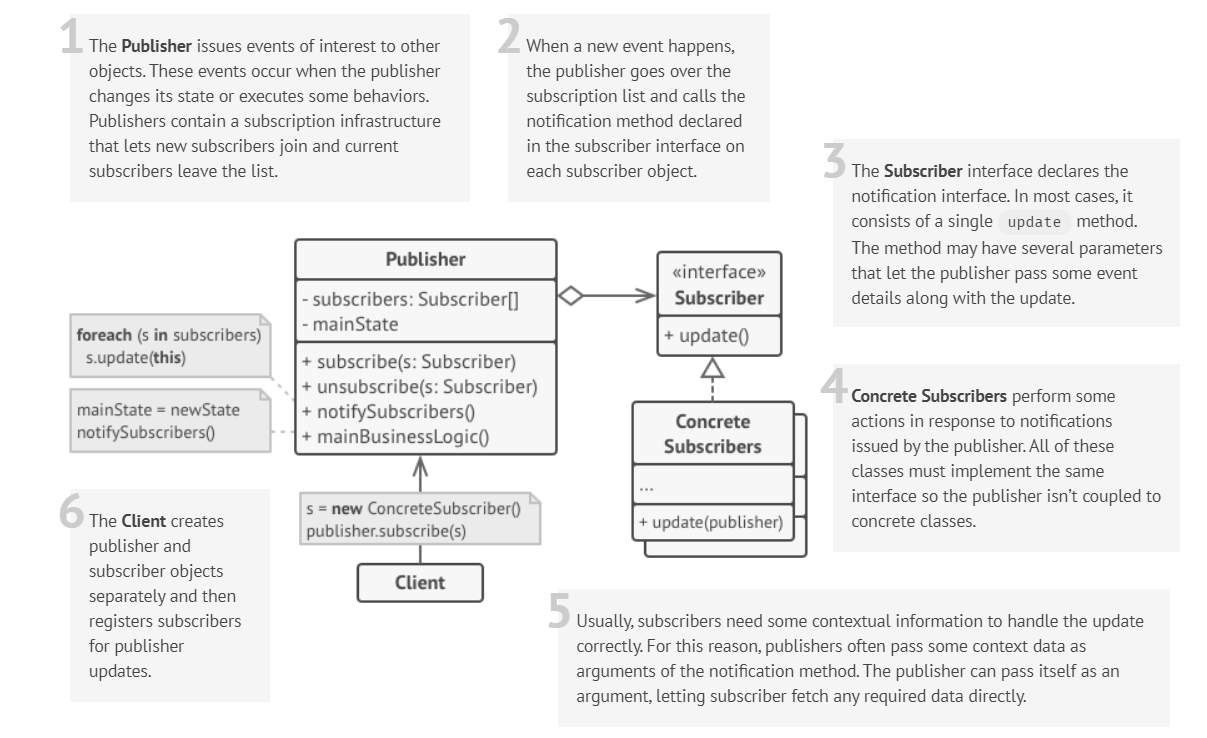 1
The Publisher issues events of interest to other
objects. These events occur when the publisher
changes its state or executes some behaviors.
Publishers contain a subscription infrastructure
that lets new subscribers join and current
subscribers leave the list.
2
When a new event happens,
the publisher goes over the
subscription list and calls the
notification method declared
in the subscriber interface on
each subscriber object.
3
The Subscriber interface declares the
notification interface. In most cases, it
consists of a single update method.
The method may have several parameters
that let the publisher pass some event
details along with the update.
Publisher
- subscribers: Subscriber[]
- mainState
+ subscribe(s: Subscriber)
+ unsubscribe(s: Subscriber)
+ notifySubscribers()
+ mainBusinessLogic()
«interface»
Subscriber
+ update()
foreach (s in subscribers)
s.update(this)
mainState = newState
notifySubscribers()
Concrete
Subscribers
...
+ update(publisher)
4
Concrete Subscribers perform some
actions in response to notifications
issued by the publisher. All of these
classes must implement the same
interface so the publisher isn't coupled to
concrete classes.
s = new ConcreteSubscriber()
publisher.subscribe(s)
Client
6
The Client creates
publisher and
subscriber objects
separately and then
registers subscribers
for publisher
updates.
5
Usually, subscribers need some contextual information to handle the update
correctly. For this reason, publishers often pass some context data as
arguments of the notification method. The publisher can pass itself as an
argument, letting subscriber fetch any required data directly.